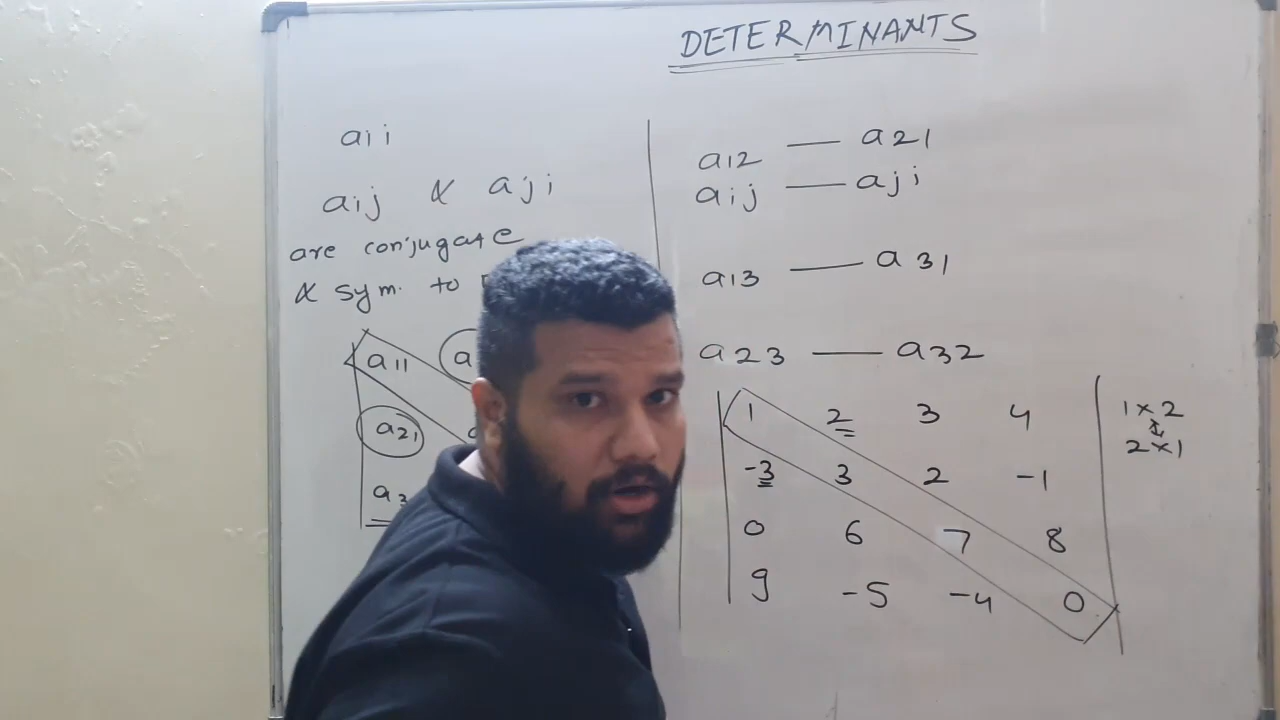 DETERMINANTS
aii
aij & aji
are conjugate
& sym. to
a11 a
a21
a3
a12 — a21
aij — aji
a13 — a31
a23 — a32
1 2 3 4
-3 3 2 -1
0 6 7 8
9 -5 -4 0
1×2
2×1